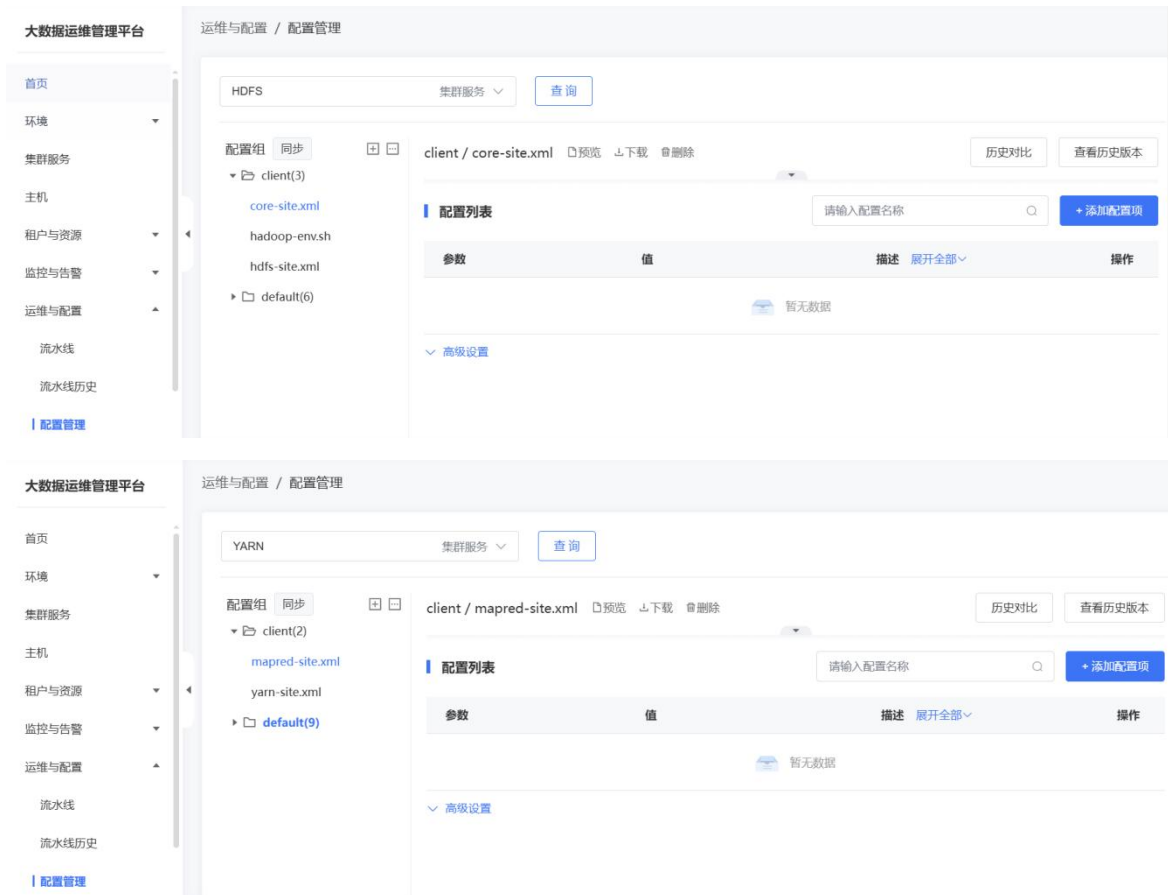 大数据运维管理平台
首页
环境
集群服务
主机
租户与资源
监控与告警
运维与配置
流水线
流水线历史
配置管理
运维与配置 / 配置管理
HDFS 集群服务 查询
配置组 同步
client(3)
core-site.xml
hadoop-env.sh
hdfs-site.xml
default(6)
client / core-site.xml 预览 下载 删除 历史对比 查看历史版本
配置列表 请输入配置名称 + 添加配置项
参数 值 描述 展开全部 操作
暂无数据
高级设置
大数据运维管理平台
首页
环境
集群服务
主机
租户与资源
监控与告警
运维与配置
流水线
流水线历史
配置管理
运维与配置 / 配置管理
YARN 集群服务 查询
配置组 同步
client(2)
mapred-site.xml
yarn-site.xml
default(9)
client / mapred-site.xml 预览 下载 删除 历史对比 查看历史版本
配置列表 请输入配置名称 + 添加配置项
参数 值 描述 展开全部 操作
暂无数据
高级设置